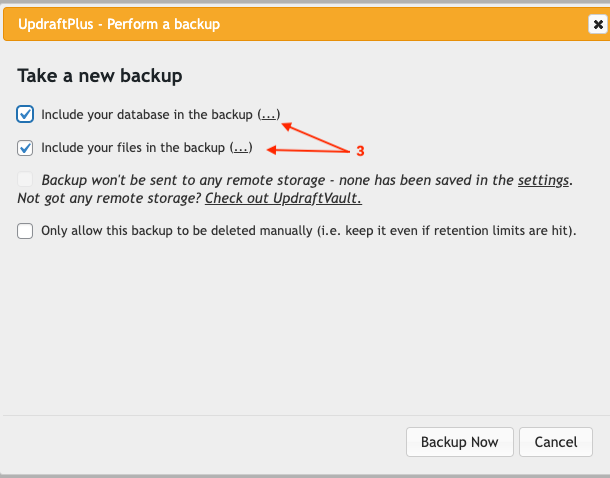 UpdraftPlus - Perform a backup
Take a new backup
Include your database in the backup (...)
Include your files in the backup (...)
3
Backup won't be sent to any remote storage - none has been saved in the settings.
Not got any remote storage? Check out UpdraftVault.
Only allow this backup to be deleted manually (i.e. keep it even if retention limits are hit).
Backup Now
Cancel